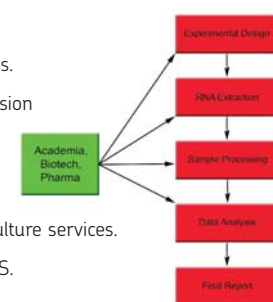 s.
Experimental Design
sion
RNA Extraction
Academia,
Biotech,
Pharma
Sample Processing
ulture services.
Data Analysis
S.
Final Report